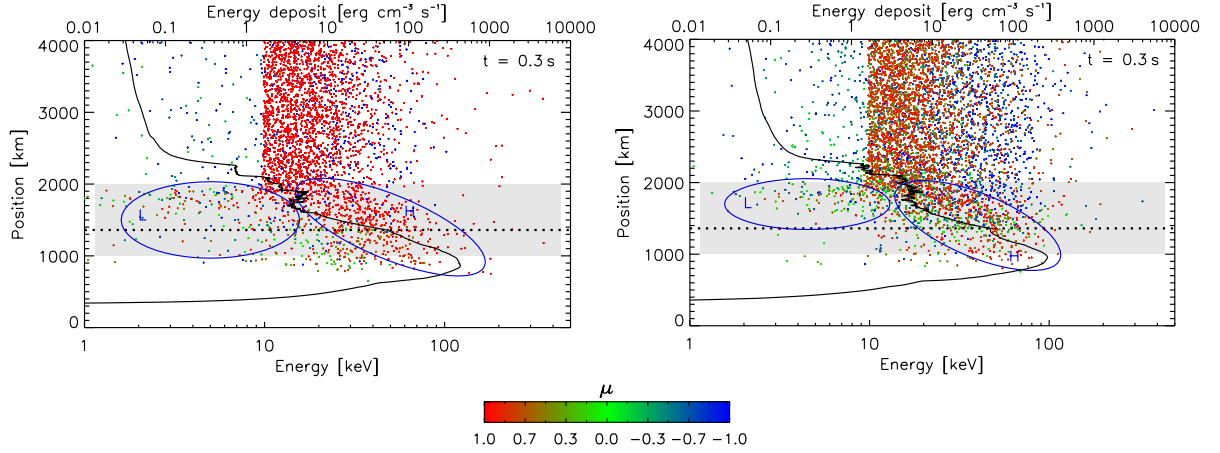 Energy deposit [erg cm⁻³ s⁻¹]
0.01 0.1 1 10 100 1000 10000
t = 0.3 s
Position [km]
4000
3000
2000
1000
0
L
H
1 10 100
Energy [keV]
Energy deposit [erg cm⁻³ s⁻¹]
0.01 0.1 1 10 100 1000 10000
t = 0.3 s
Position [km]
4000
3000
2000
1000
0
L
H
1 10 100
Energy [keV]
μ
1.0 0.7 0.3 0.0 −0.3 −0.7 −1.0